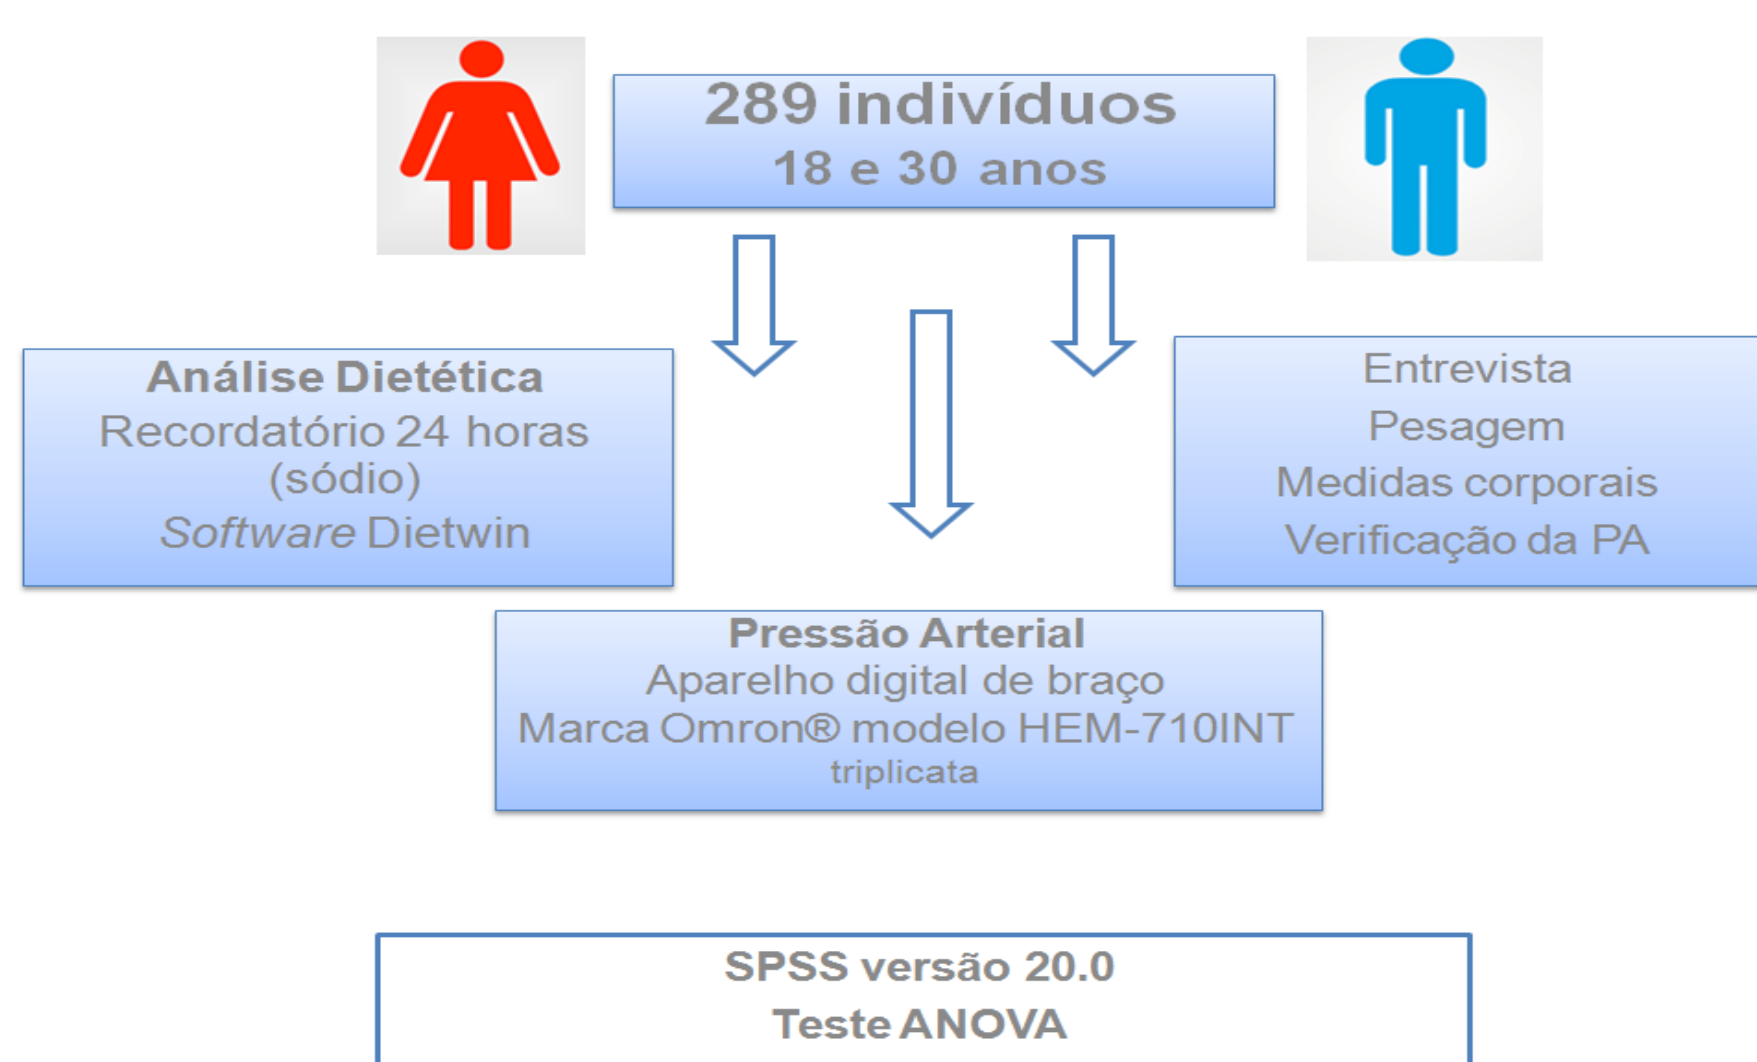 289 indivíduos
18 e 30 anos
Análise Dietética
Recordatório 24 horas
(sódio)
Software Dietwin
Entrevista
Pesagem
Medidas corporais
Verificação da PA
Pressão Arterial
Aparelho digital de braço
Marca Omron® modelo HEM-710INT
triplicata
SPSS versão 20.0
Teste ANOVA